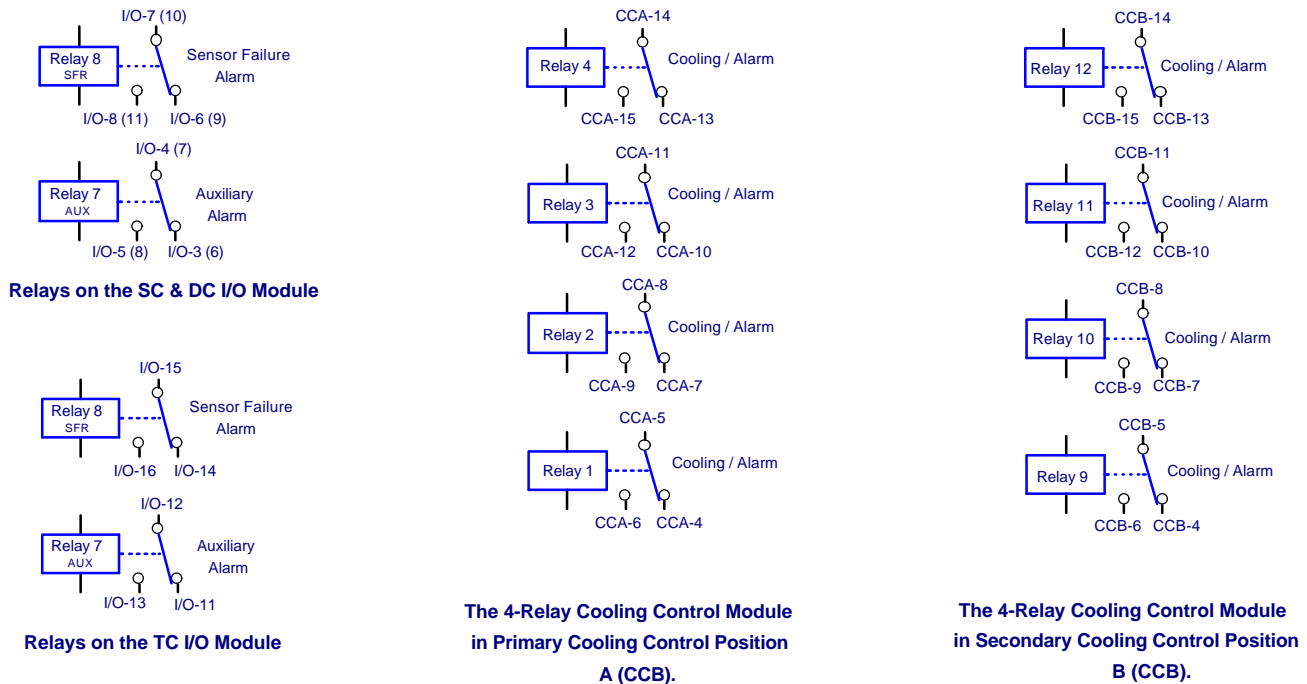 I/O-7 (10)
Relay 8
SFR
Sensor Failure
Alarm
I/O-8 (11)
I/O-6 (9)
I/O-4 (7)
Relay 7
AUX
Auxiliary
Alarm
I/O-5 (8)
I/O-3 (6)
Relays on the SC & DC I/O Module
I/O-15
Relay 8
SFR
Sensor Failure
Alarm
I/O-16
I/O-14
I/O-12
Relay 7
AUX
Auxiliary
Alarm
I/O-13
I/O-11
Relays on the TC I/O Module
CCA-14
Relay 4
Cooling / Alarm
CCA-15
CCA-13
CCA-11
Relay 3
Cooling / Alarm
CCA-12
CCA-10
CCA-8
Relay 2
Cooling / Alarm
CCA-9
CCA-7
CCA-5
Relay 1
Cooling / Alarm
CCA-6
CCA-4
The 4-Relay Cooling Control Module
in Primary Cooling Control Position
A (CCB).
CCB-14
Relay 12
Cooling / Alarm
CCB-15
CCB-13
CCB-11
Relay 11
Cooling / Alarm
CCB-12
CCB-10
CCB-8
Relay 10
Cooling / Alarm
CCB-9
CCB-7
CCB-5
Relay 9
Cooling / Alarm
CCB-6
CCB-4
The 4-Relay Cooling Control Module
in Secondary Cooling Control Position
B (CCB).